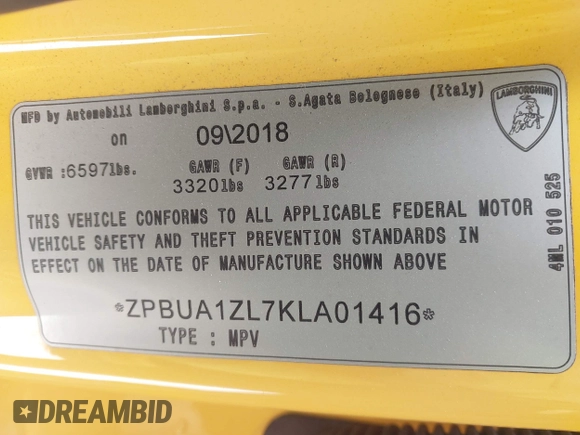 MFD by Automobili Lamborghini S.p.a. - S.Agata Bolognese (Italy)
LAMBORGHINI
on 09\2018
GVWR :6597lbs. GAWR (F) GAWR (R)
3320lbs 3277lbs
THIS VEHICLE CONFORMS TO ALL APPLICABLE FEDERAL MOTOR
VEHICLE SAFETY AND THEFT PREVENTION STANDARDS IN
EFFECT ON THE DATE OF MANUFACTURE SHOWN ABOVE
4ML 010 525
*ZPBUA1ZL7KLA01416*
TYPE : MPV
DREAMBID